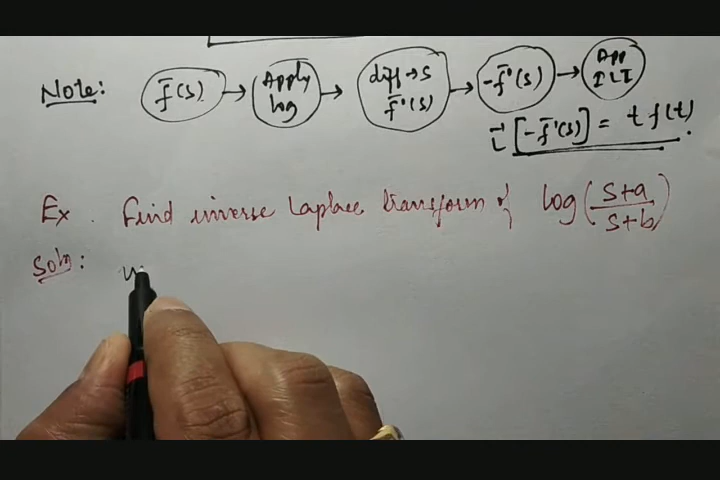 Note: f̄(s) → Apply log → diff→s f̄'(s) → -f̄'(s) → App ILT
L⁻¹[-f̄'(s)] = t f(t).
Ex. Find inverse Laplace transform of log(s+a/s+b)
Soln: